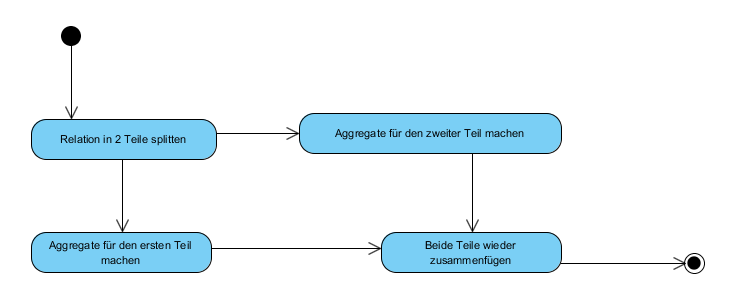 Relation in 2 Teile splitten
Aggregate für den zweiter Teil machen
Aggregate für den ersten Teil
machen
Beide Teile wieder
zusammenfügen